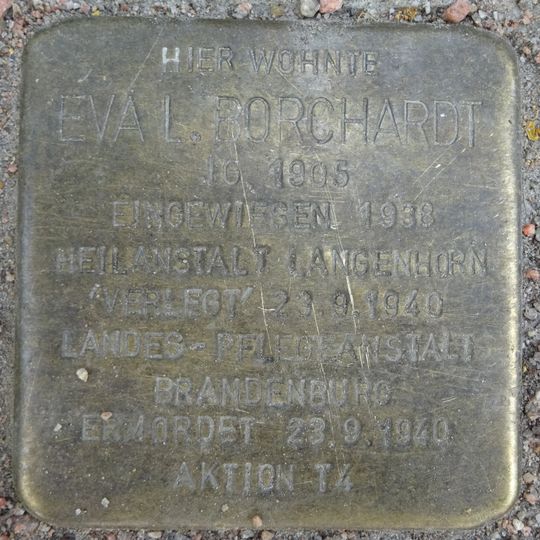 HIER WOHNTE
EVA L. BORCHARDT
JG. 1905
EINGEWIESEN 1938
HEILANSTALT LANGENHORN
'VERLEGT' 23.9.1940
LANDES-PFLEGEANSTALT
BRANDENBURG
ERMORDET 23.9.1940
AKTION T4